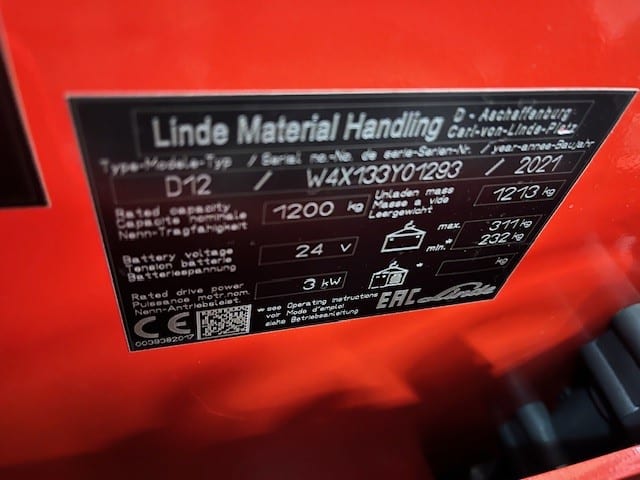 Linde Material Handling
D - Aschaffenburg
Carl-von-Linde-Platz
Type-Modele-Typ / Serial no-No de serie-Serien-Nr. / year-annee-Baujahr
D12 / W4X133Y01293 / 2021
Rated capacity
Capacite nominale
Nenn-Tragfahigkeit
1200 kg
Unladen mass
Masse a vide
Leergewicht
1213 kg
Battery voltage
Tension batterie
Batteriespannung
24 V
max. 311 kg
min.* 232 kg
Rated drive power
Puissance motr.nom.
Nenn-Antriebsleist.
3 kW
* kg
CE
0039382017
* see Operating instructions
voir Mode d'emploi
siehe Betriebsanleitung
EAC Linde